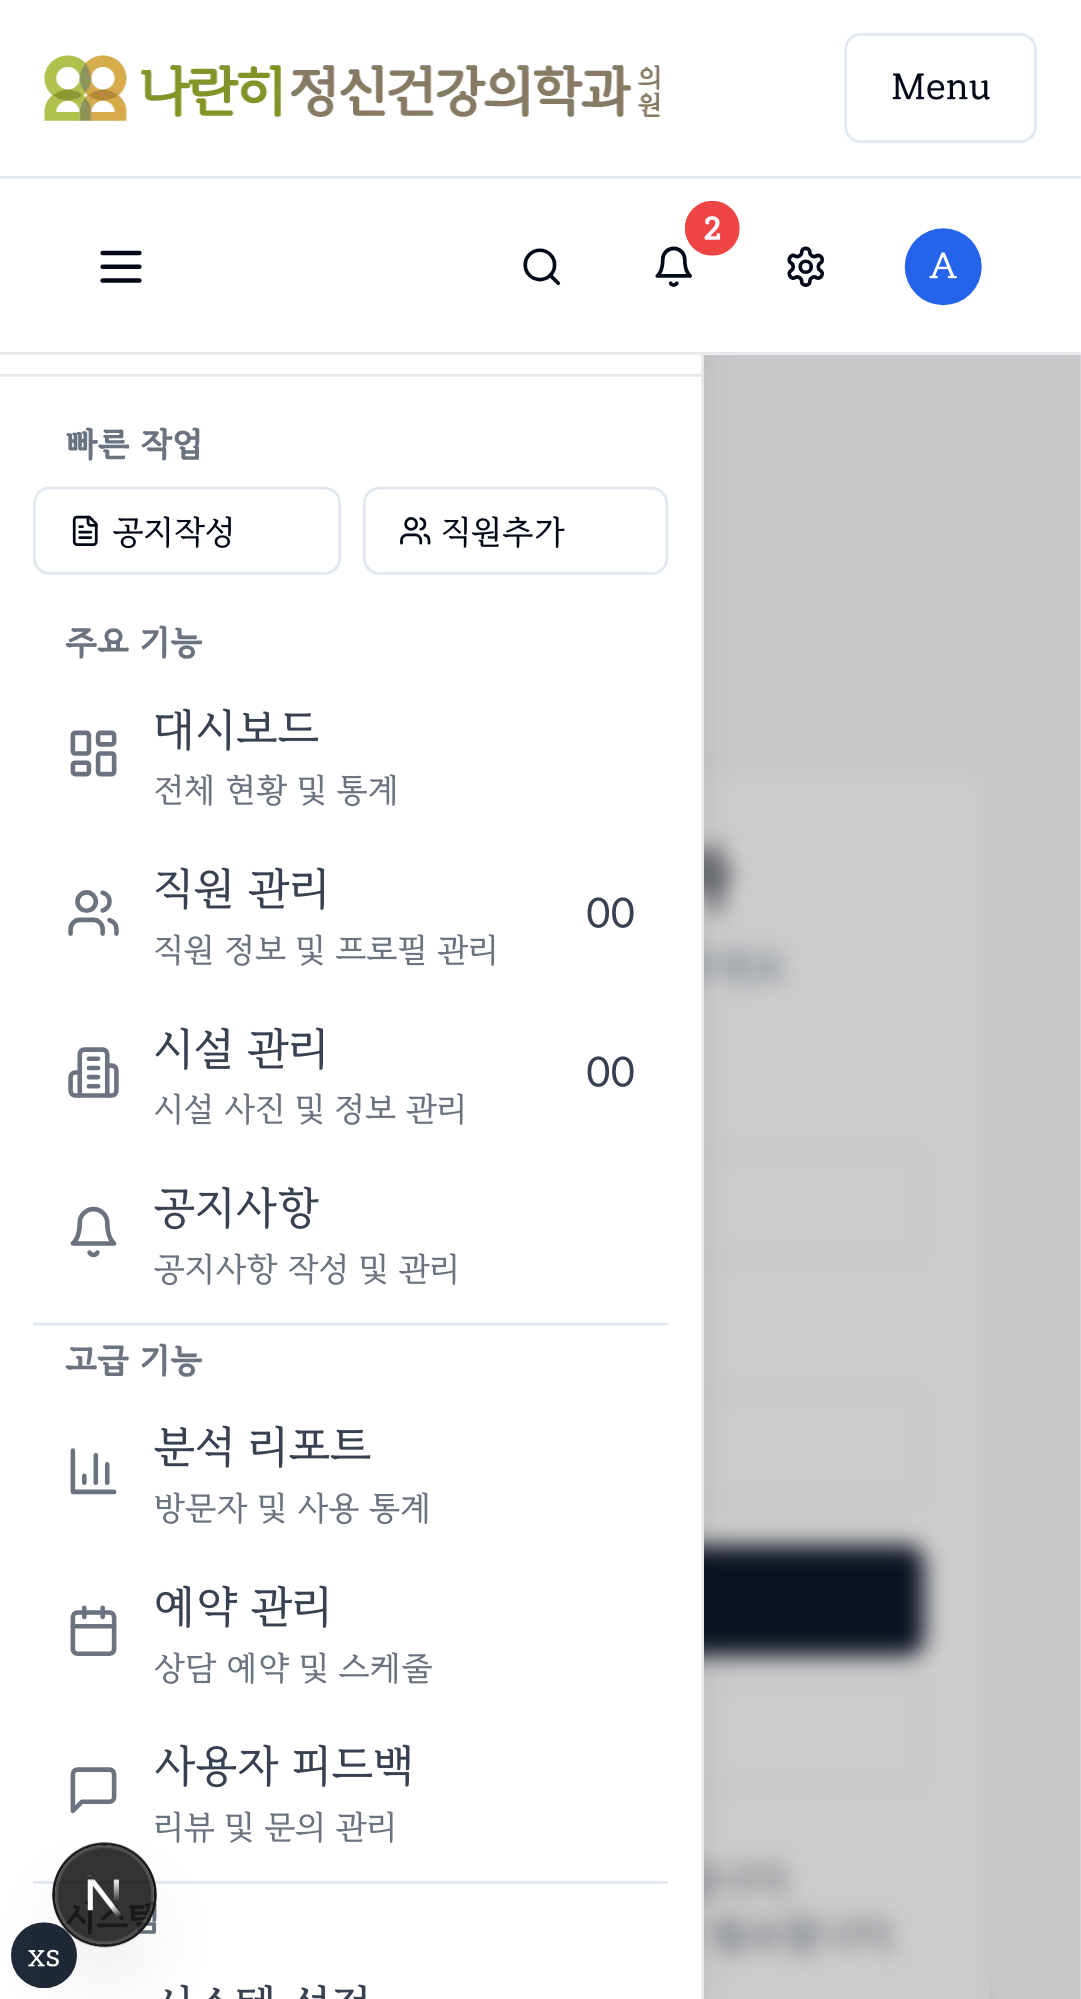 나란히 정신건강의학과 의원
Menu
2
A
빠른 작업
공지작성
직원추가
주요 기능
대시보드
전체 현황 및 통계
직원 관리
00
직원 정보 및 프로필 관리
시설 관리
00
시설 사진 및 정보 관리
공지사항
공지사항 작성 및 관리
고급 기능
분석 리포트
방문자 및 사용 통계
예약 관리
상담 예약 및 스케줄
사용자 피드백
리뷰 및 문의 관리
N
시스템
xs
시스템 설정